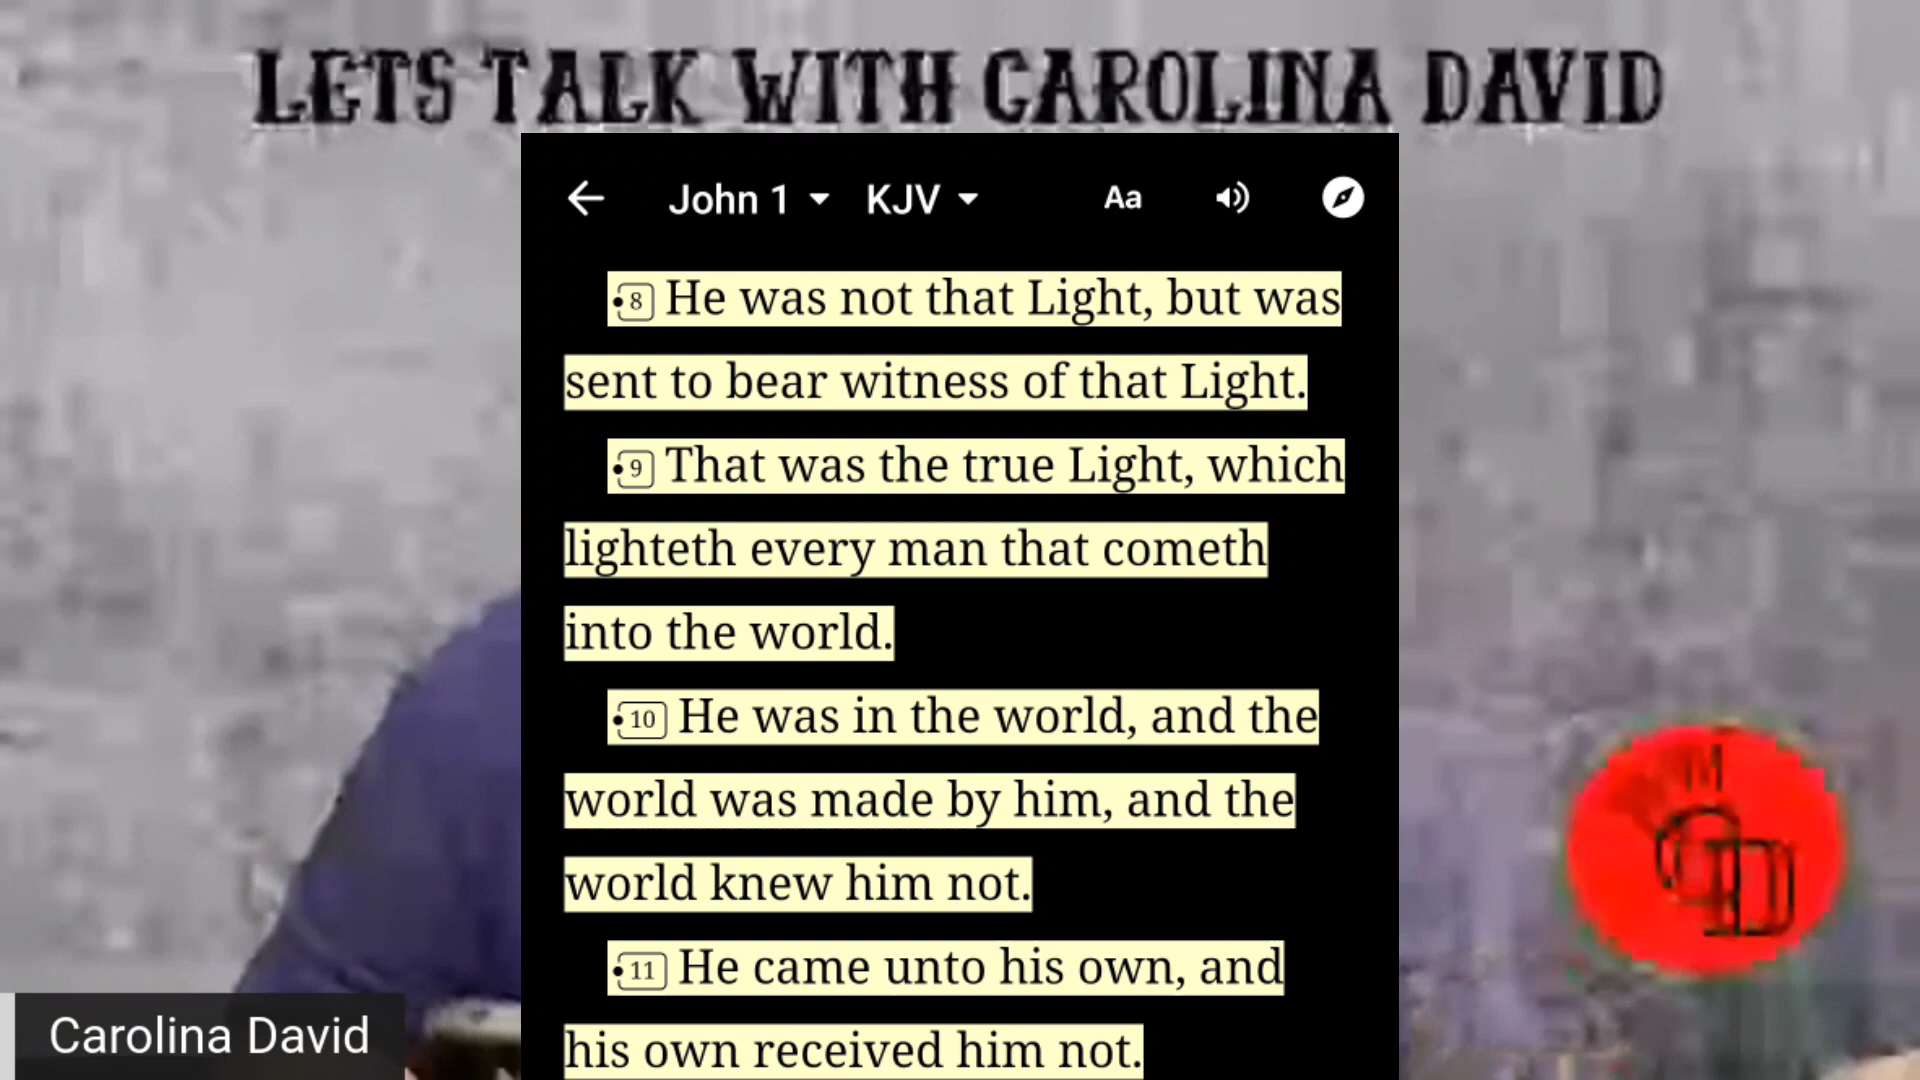 LETS TALK WITH CAROLINA DAVID
John 1 KJV Aa
8 He was not that Light, but was
sent to bear witness of that Light.
9 That was the true Light, which
lighteth every man that cometh
into the world.
10 He was in the world, and the
world was made by him, and the
world knew him not.
11 He came unto his own, and
his own received him not.
M
CD
Carolina David